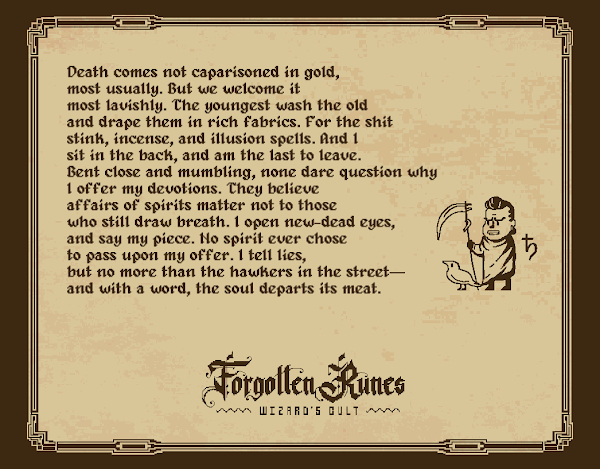 Death comes not caparisoned in gold,
most usually. But we welcome it
most lavishly. The youngest wash the old
and drape them in rich fabrics. For the shit
stink, incense, and illusion spells. And I
sit in the back, and am the last to leave.
Bent close and mumbling, none dare question why
I offer my devotions. They believe
affairs of spirits matter not to those
who still draw breath. I open new-dead eyes,
and say my piece. No spirit ever chose
to pass upon my offer. I tell lies,
but no more than the hawkers in the street—
and with a word, the soul departs its meat.
Forgotten Runes
WIZARD'S CULT